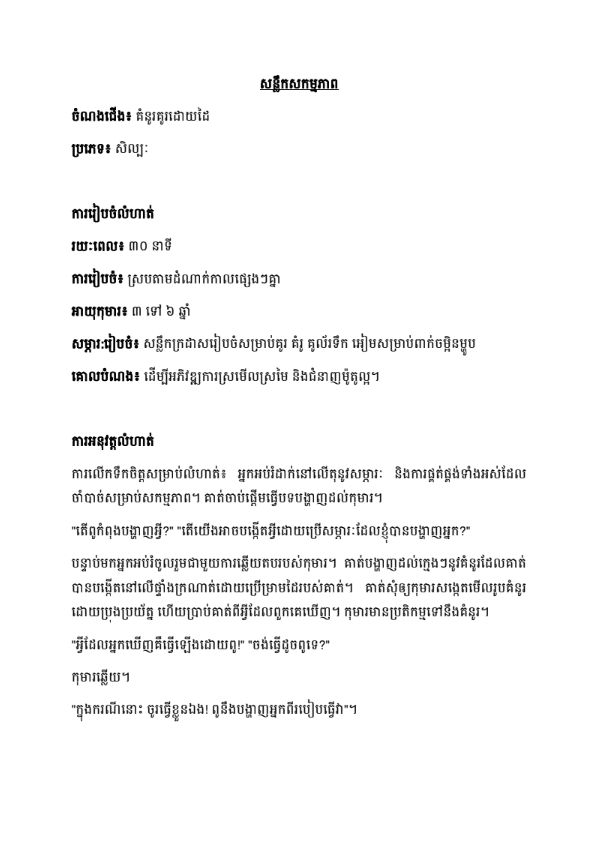 សន្លឹកសកម្មភាព
ចំណងជើង៖ គំនូរគូរដោយដៃ
ប្រភេទ៖ សិល្បៈ
ការរៀបចំលំហាត់
រយៈពេល៖ ៣០ នាទី
ការរៀបចំ៖ ស្របតាមដំណាក់កាលផ្សេងៗគ្នា
អាយុកុមារ៖ ៣ ទៅ ៦ ឆ្នាំ
សម្ភារៈរៀបចំ៖ សន្លឹកក្រដាសរៀបចំសម្រាប់គូរ គំរូ គូល័រទឹក អៀមសម្រាប់ពាក់ចម្អិនម្ហូប
គោលបំណង៖ ដើម្បីអភិវឌ្ឍការស្រមើលស្រមៃ និងជំនាញម៉ូតូល្អ។
ការអនុវត្តលំហាត់
ការលើកទឹកចិត្តសម្រាប់លំហាត់៖ អ្នកអប់រំដាក់នៅលើតុនូវសម្ភារៈ និងការផ្គត់ផ្គង់ទាំងអស់ដែល
ចាំបាច់សម្រាប់សកម្មភាព។ គាត់ចាប់ផ្តើមធ្វើបទបង្ហាញដល់កុមារ។
"តើពូកំពុងបង្ហាញអ្វី?" "តើយើងអាចបង្កើតអ្វីដោយប្រើសម្ភារៈដែលខ្ញុំបានបង្ហាញអ្នក?"
បន្ទាប់មកអ្នកអប់រំចូលរួមជាមួយការឆ្លើយតបរបស់កុមារ។ គាត់បង្ហាញដល់ក្មេងៗនូវគំនូរដែលគាត់
បានបង្កើតនៅលើផ្ទាំងក្រណាត់ដោយប្រើម្រាមដៃរបស់គាត់។ គាត់សុំឲ្យកុមារសង្កេតមើលរូបគំនូរ
ដោយប្រុងប្រយ័ត្ន ហើយប្រាប់គាត់ពីអ្វីដែលពួកគេឃើញ។ កុមារមានប្រតិកម្មទៅនឹងគំនូរ។
"អ្វីដែលអ្នកឃើញគឺធ្វើឡើងដោយពូ!" "ចង់ធ្វើដូចពូទេ?"
កុមារឆ្លើយ។
"ក្នុងករណីនោះ ចូរធ្វើខ្លួនឯង! ពូនឹងបង្ហាញអ្នកពីរបៀបធ្វើវា"។